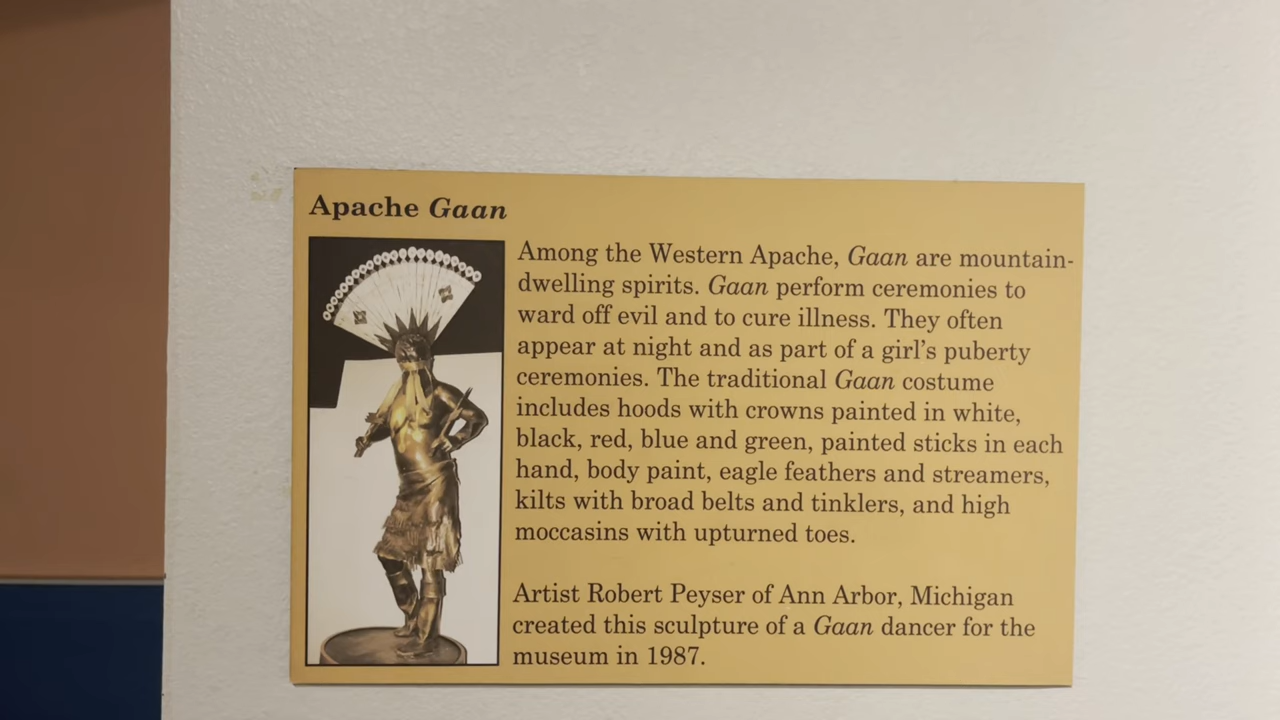 Apache Gaan
Among the Western Apache, Gaan are mountain-
dwelling spirits. Gaan perform ceremonies to
ward off evil and to cure illness. They often
appear at night and as part of a girl's puberty
ceremonies. The traditional Gaan costume
includes hoods with crowns painted in white,
black, red, blue and green, painted sticks in each
hand, body paint, eagle feathers and streamers,
kilts with broad belts and tinklers, and high
moccasins with upturned toes.
Artist Robert Peyser of Ann Arbor, Michigan
created this sculpture of a Gaan dancer for the
museum in 1987.